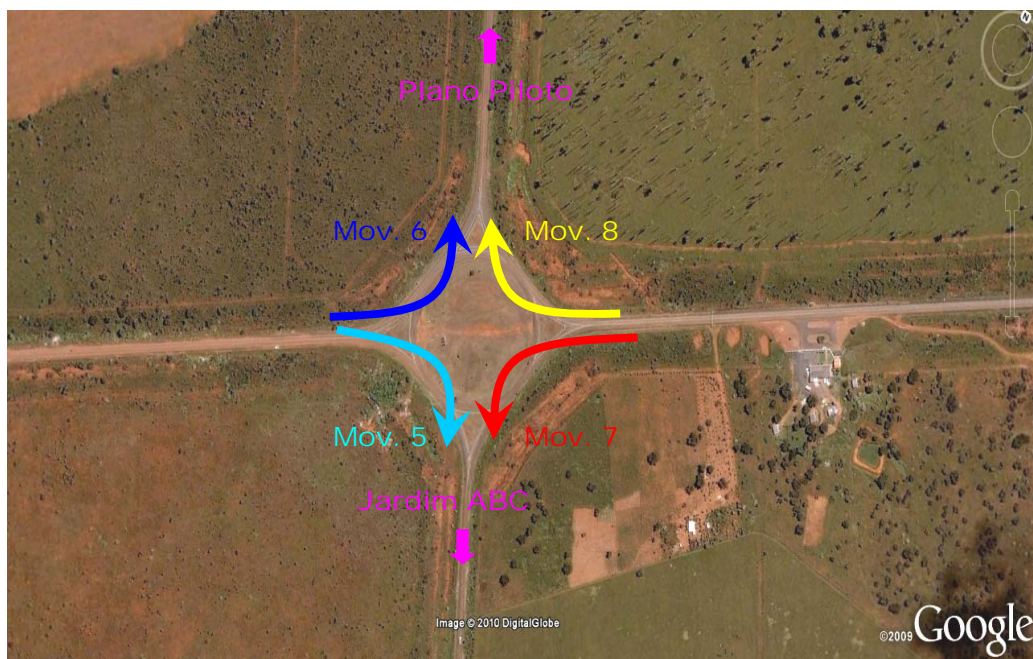 Plano Piloto
Mov. 6
Mov. 8
Mov. 5
Mov. 7
Jardim ABC
Image © 2010 DigitalGlobe
©2009 Google